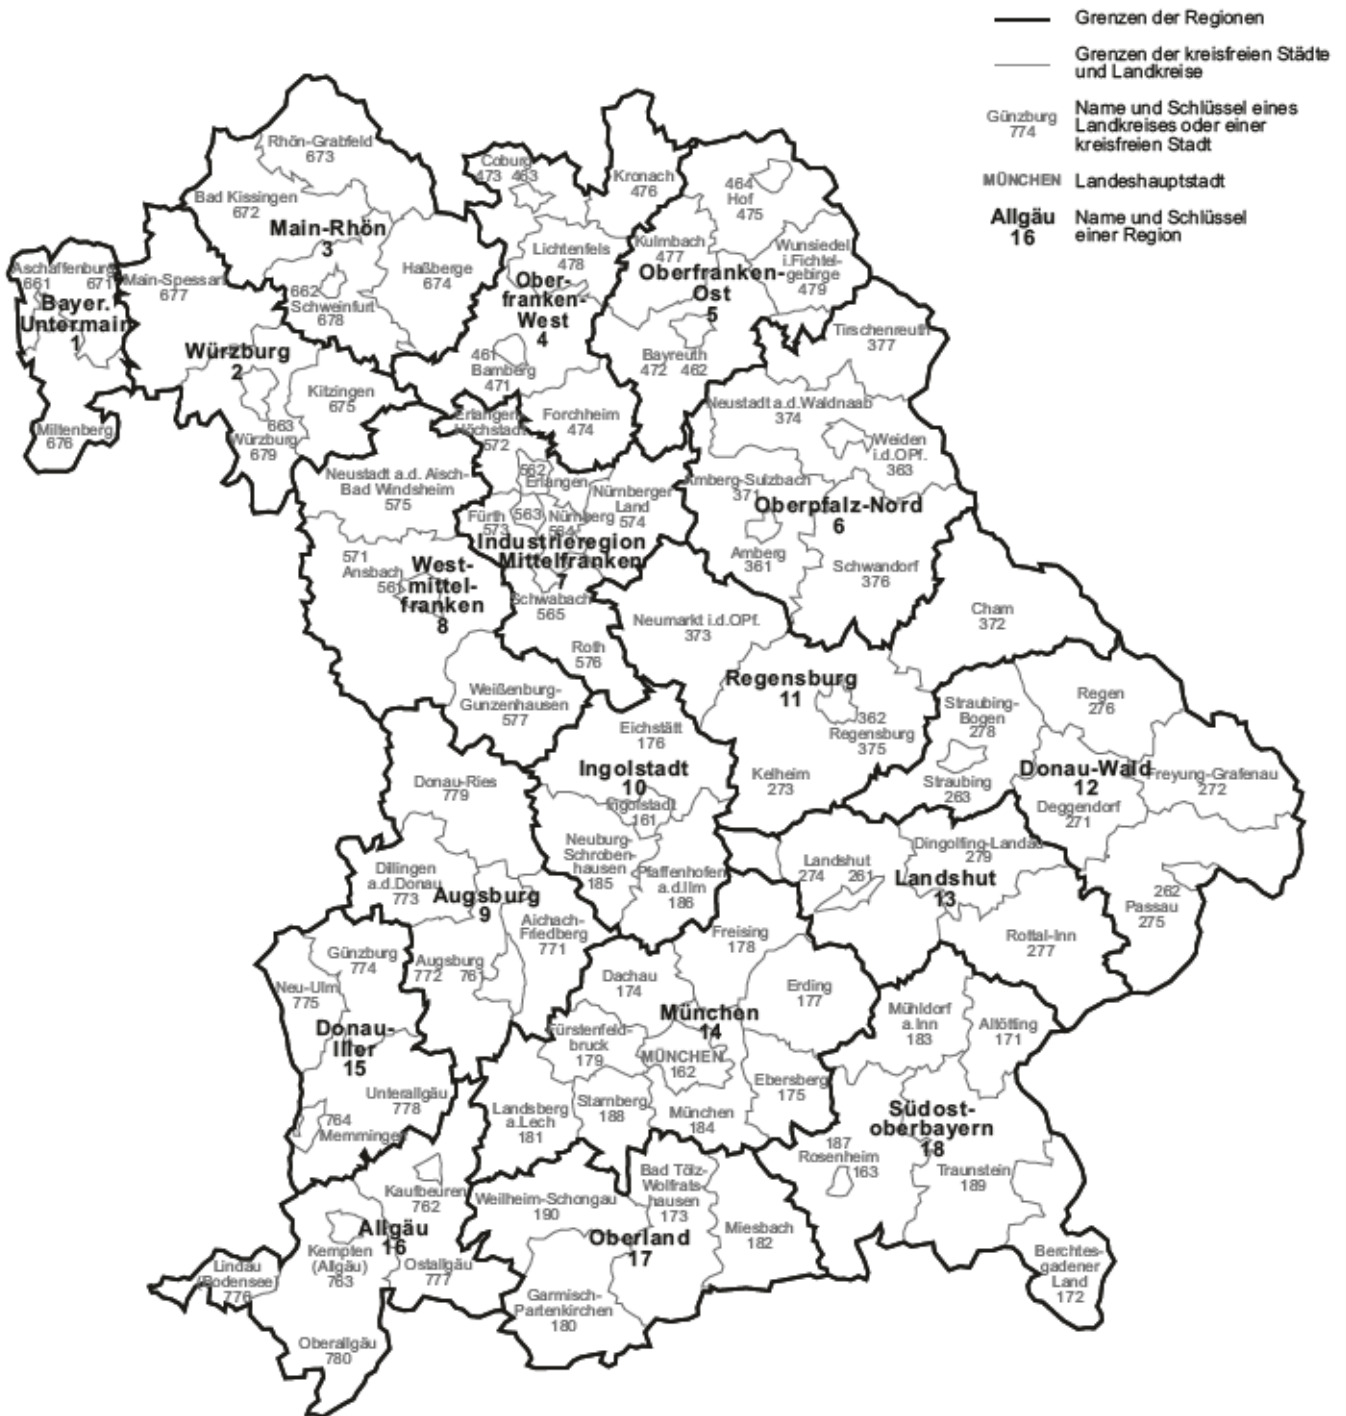 Grenzen der Regionen
Grenzen der kreisfreien Städte
und Landkreise
Günzburg
774
Name und Schlüssel eines
Landkreises oder einer
kreisfreien Stadt
MÜNCHEN
Landeshauptstadt
Allgäu
16
Name und Schlüssel
einer Region
Rhön-Grabfeld
673
Bad Kissingen
672
Main-Rhön
3
Haßberge
674
662
Schweinfurt
678
Coburg
473 463
Kronach
476
Lichtenfels
478
Ober-
franken-
West
4
461
Bamberg
471
Forchheim
474
464
Hof
475
Kulmbach
477
Wunsiedel
i.Fichtel-
gebirge
479
Oberfranken-
Ost
5
Bayreuth
472 462
Aschaffenburg
661 671
Bayer.
Untermain
1
Miltenberg
676
Main-Spessart
677
Würzburg
2
Kitzingen
675
663
Würzburg
679
Tirschenreuth
377
Neustadt a.d.Waldnaab
374
Weiden
i.d.OPf.
363
Amberg-Sulzbach
371
Oberpfalz-Nord
6
Amberg
361
Schwandorf
376
Erlangen-
Höchstadt
572
562
Erlangen
Nürnberger
Land
574
Fürth
573
563
Nürnberg
564
Industrieregion
Mittelfranken
7
Schwabach
565
Roth
576
Neustadt a.d. Aisch-
Bad Windsheim
575
571
Ansbach
561
West-
mittel-
franken
8
Weißenburg-
Gunzenhausen
577
Neumarkt i.d.OPf.
373
Cham
372
Regensburg
11
362
Regensburg
375
Kelheim
273
Straubing-
Bogen
278
Regen
276
Straubing
263
Donau-Wald
12
Freyung-Grafenau
272
Deggendorf
271
262
Passau
275
Eichstätt
176
Ingolstadt
10
Ingolstadt
161
Neuburg-
Schroben-
hausen
185
Pfaffenhofen
a.d.Ilm
186
Donau-Ries
779
Dillingen
a.d.Donau
773
Augsburg
9
Aichach-
Friedberg
771
Augsburg
772 761
Dingolfing-Landau
279
Landshut
274 261
Landshut
13
Rottal-Inn
277
Günzburg
774
Neu-Ulm
775
Donau-
Iller
15
Unterallgäu
778
764
Memmingen
Freising
178
Dachau
174
Erding
177
München
14
Fürstenfeld-
bruck
179
MÜNCHEN
162
Ebersberg
175
Landsberg
a.Lech
181
Starnberg
188
München
184
Mühldorf
a.Inn
183
Altötting
171
Südost-
oberbayern
18
187
Rosenheim
163
Traunstein
189
Berchtes-
gadener
Land
172
Kaufbeuren
762
Allgäu
16
Kempten
(Allgäu)
763
Ostallgäu
777
Lindau
(Bodensee)
776
Oberallgäu
780
Weilheim-Schongau
190
Bad Tölz-
Wolfrats-
hausen
173
Miesbach
182
Oberland
17
Garmisch-
Partenkirchen
180